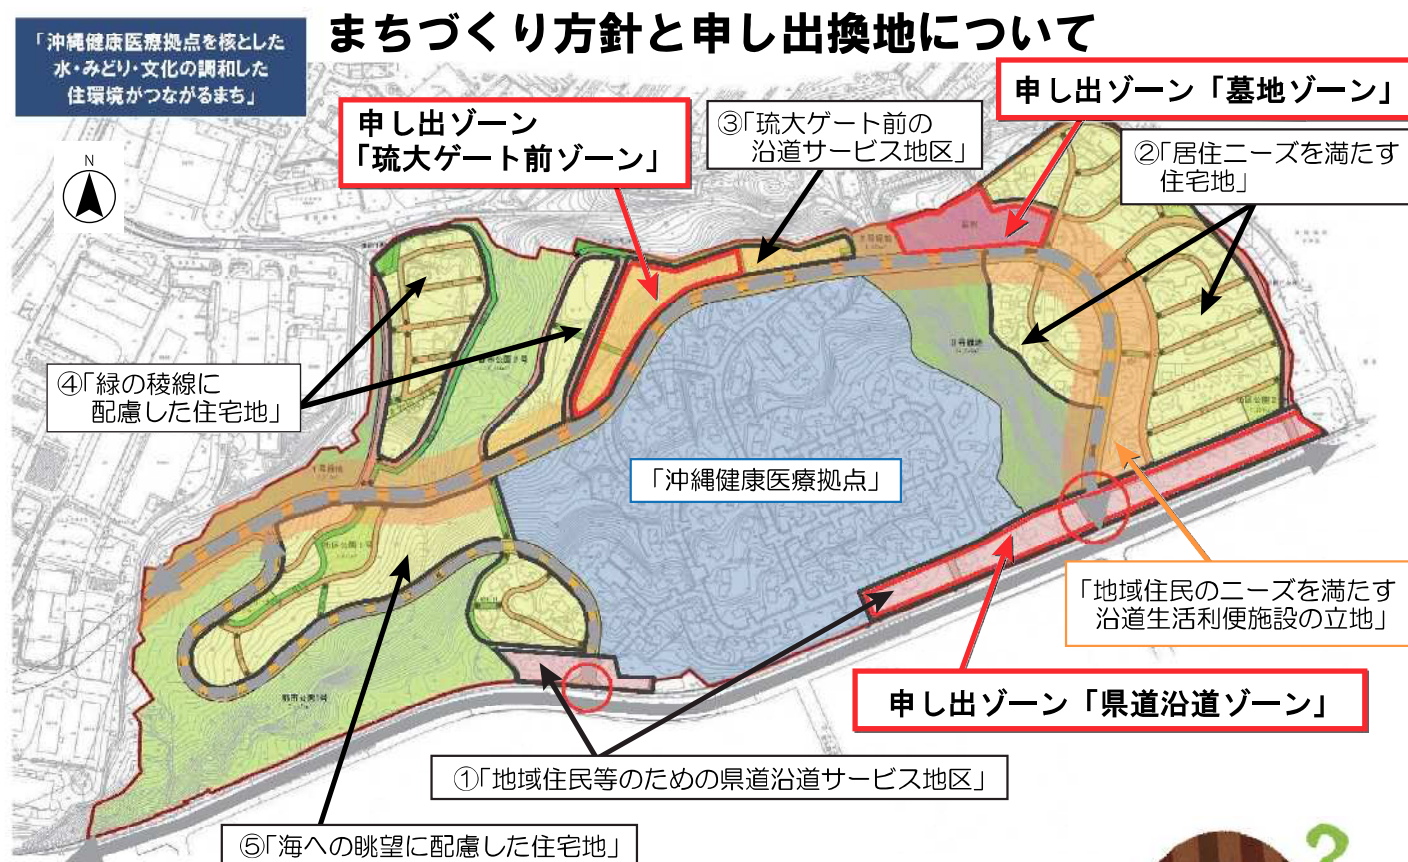 まちづくり方針と申し出換地について
「沖縄健康医療拠点を核とした
水・みどり・文化の調和した
住環境がつながるまち」
N
申し出ゾーン
「琉大ゲート前ゾーン」
③「琉大ゲート前の
沿道サービス地区」
申し出ゾーン「墓地ゾーン」
②「居住ニーズを満たす
住宅地」
④「緑の稜線に
配慮した住宅地」
「沖縄健康医療拠点」
「地域住民のニーズを満たす
沿道生活利便施設の立地」
申し出ゾーン「県道沿道ゾーン」
①「地域住民等のための県道沿道サービス地区」
⑤「海への眺望に配慮した住宅地」
?